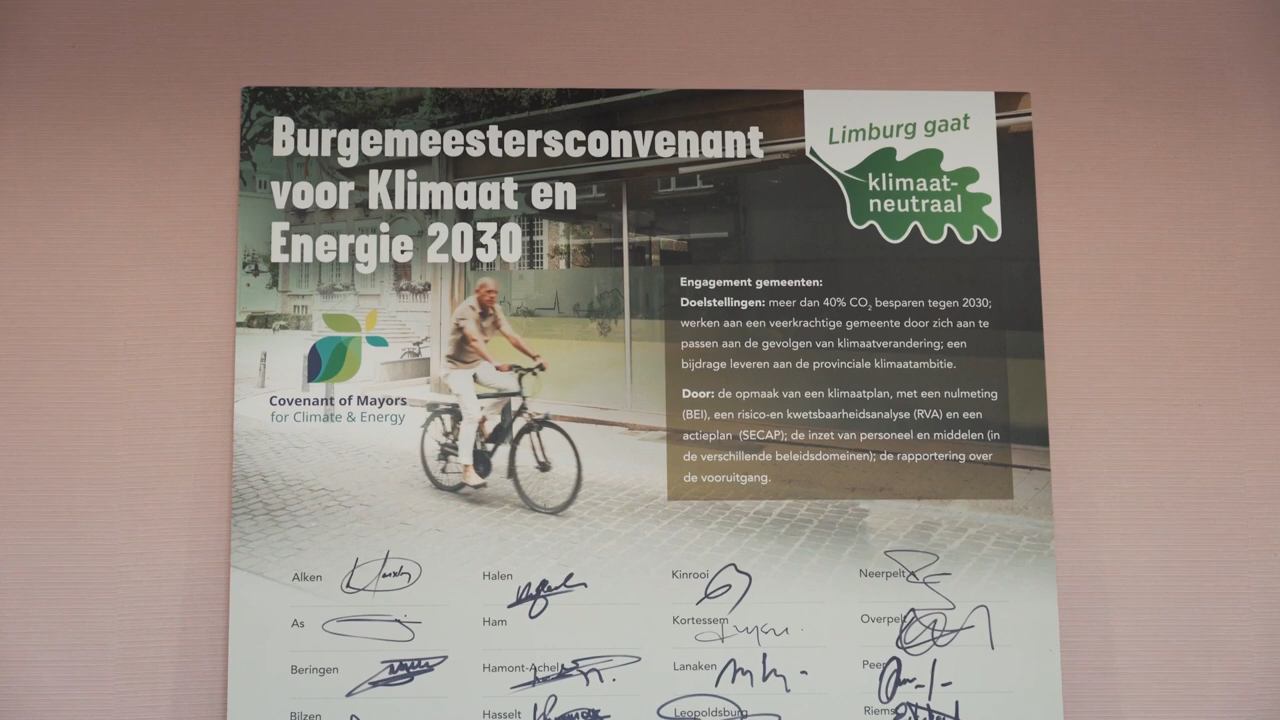 Burgemeestersconvenant
voor Klimaat en
Energie 2030
Limburg gaat
klimaat-
neutraal
Covenant of Mayors
for Climate & Energy
Engagement gemeenten:
Doelstellingen: meer dan 40% CO₂ besparen tegen 2030;
werken aan een veerkrachtige gemeente door zich aan te
passen aan de gevolgen van klimaatverandering; een
bijdrage leveren aan de provinciale klimaatambitie.
Door: de opmaak van een klimaatplan, met een nulmeting
(BEI), een risico-en kwetsbaarheidsanalyse (RVA) en een
actieplan (SECAP); de inzet van personeel en middelen (in
de verschillende beleidsdomeinen); de rapportering over
de vooruitgang.
Alken
Halen
Kinrooi
Neerpelt
As
Ham
Kortessem
Overpelt
Beringen
Hamont-Achel
Lanaken
Peer
Bilzen
Hasselt
Leopoldsburg
Riems